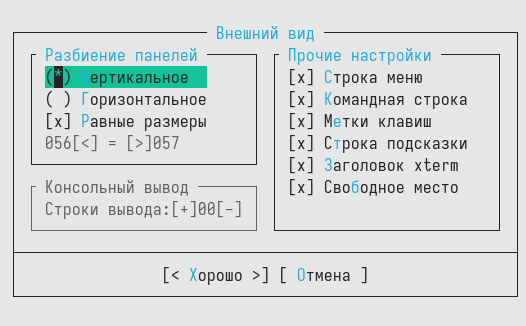 Внешний вид
Разбиение панелей
(*) Вертикальное
( ) Горизонтальное
[x] Равные размеры
056[<] = [>]057
Консольный вывод
Строки вывода:[+]00[-]
Прочие настройки
[x] Строка меню
[x] Командная строка
[x] Метки клавиш
[x] Строка подсказки
[x] Заголовок xterm
[x] Свободное место
[< Хорошо >] [ Отмена ]